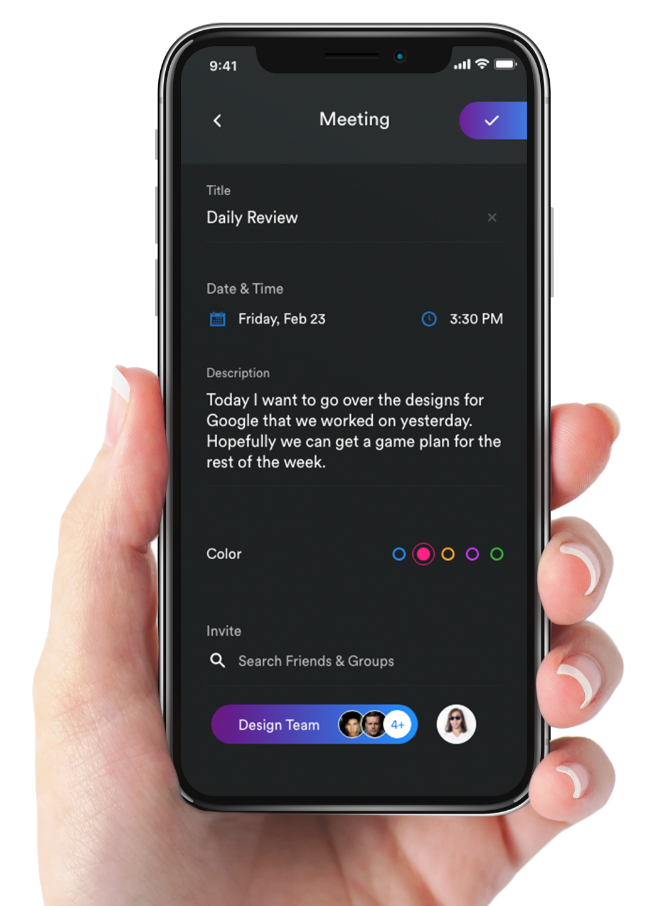 9:41
Meeting
Title
Daily Review
Date & Time
Friday, Feb 23
3:30 PM
Description
Today I want to go over the designs for
Google that we worked on yesterday.
Hopefully we can get a game plan for the
rest of the week.
Color
Invite
Search Friends & Groups
Design Team
4+